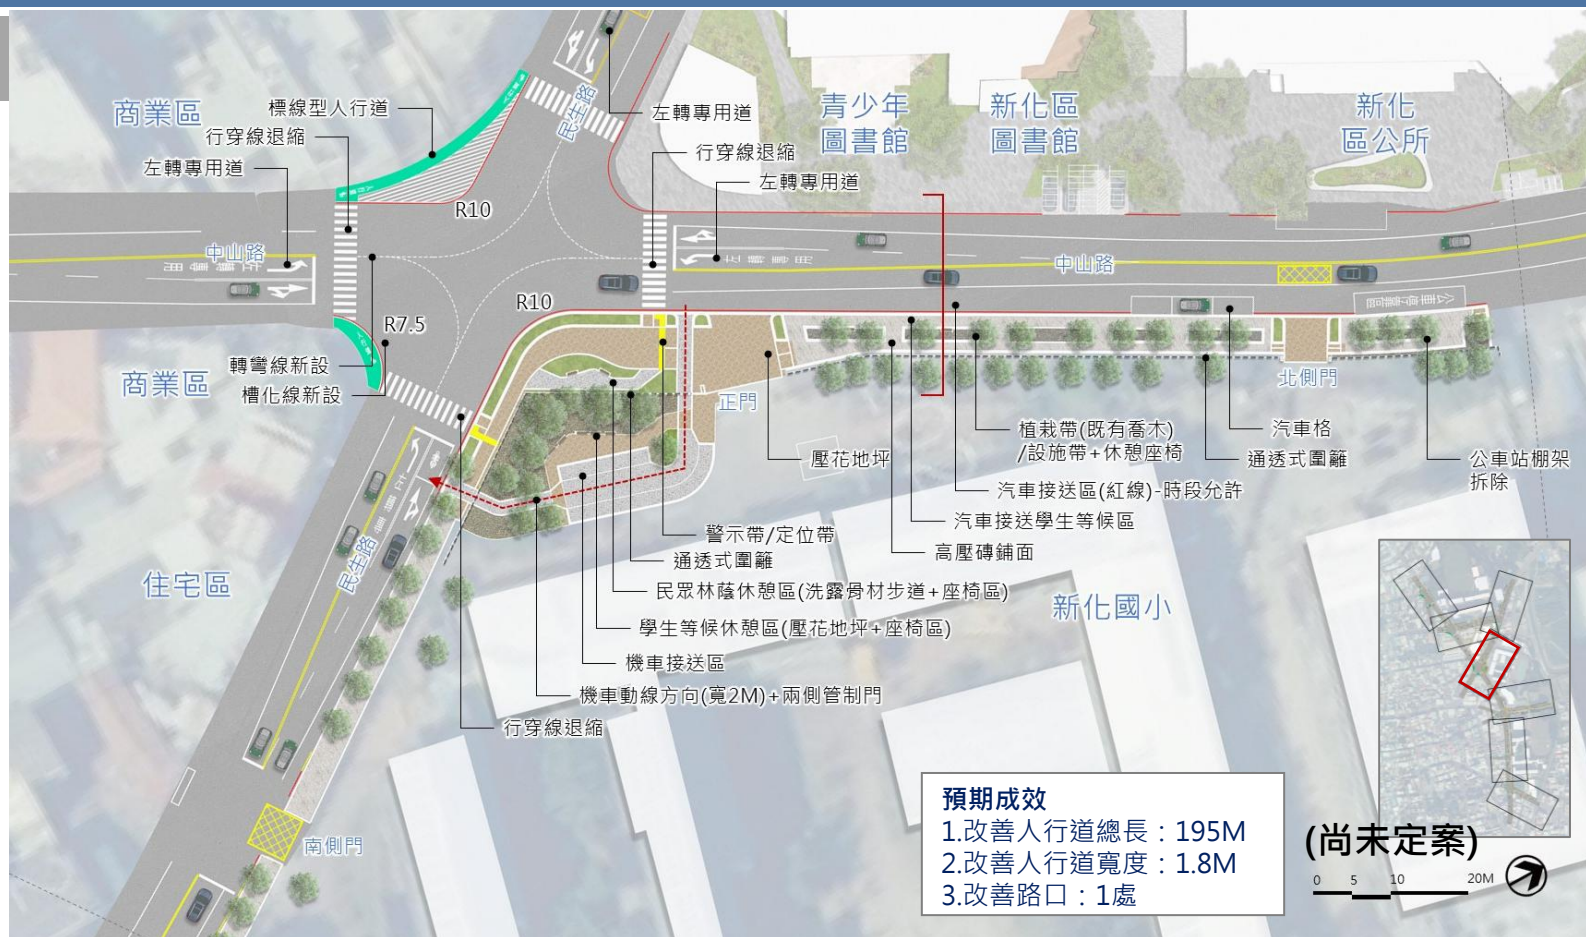 商業區
標線型人行道
行穿線退縮
左轉專用道
民生路
左轉專用道
行穿線退縮
左轉專用道
青少年
圖書館
新化區
圖書館
新化
區公所
R10
中山路
左轉專用
左轉專用
中山路
公車停靠區
R10
R7.5
轉彎線新設
槽化線新設
商業區
正門
北側門
壓花地坪
植栽帶(既有喬木)
/設施帶+休憩座椅
汽車格
通透式圍籬
公車站棚架
拆除
汽車接送區(紅線)-時段允許
汽車接送學生等候區
高壓磚鋪面
警示帶/定位帶
通透式圍籬
民眾林蔭休憩區(洗露骨材步道+座椅區)
學生等候休憩區(壓花地坪+座椅區)
機車接送區
機車動線方向(寬2M)+兩側管制門
行穿線退縮
民生路
住宅區
新化國小
南側門
預期成效
1.改善人行道總長：195M
2.改善人行道寬度：1.8M
3.改善路口：1處
(尚未定案)
0 5 10 20M